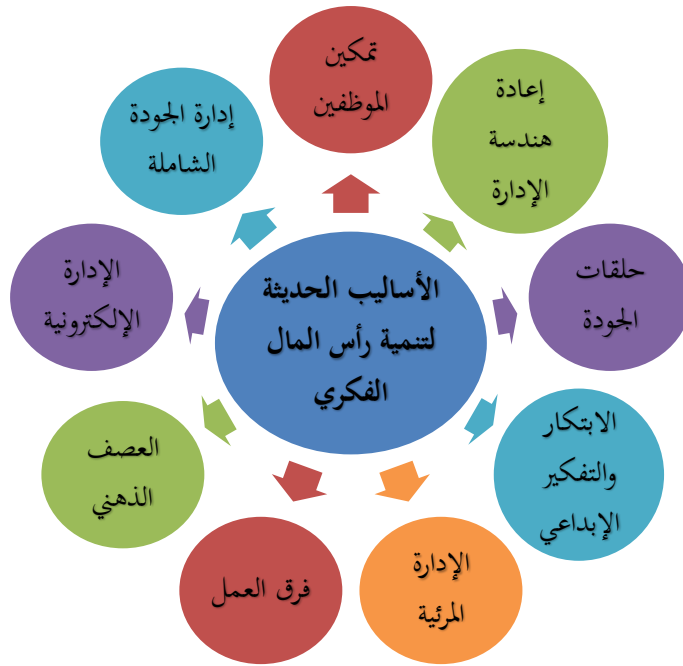 الأساليب الحديثة
لتنمية رأس المال
الفكري
تمكين
الموظفين
إعادة
هندسة
الإدارة
حلقات
الجودة
الابتكار
والتفكير
الإبداعي
الإدارة
المرئية
فرق العمل
العصف
الذهني
الإدارة
الإلكترونية
إدارة الجودة
الشاملة